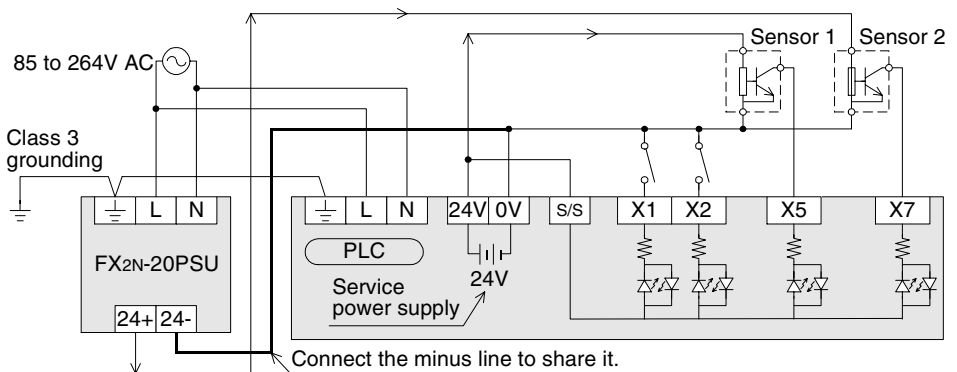 Sensor 1
Sensor 2
85 to 264V AC
Class 3
grounding
L
N
FX2N-20PSU
24+
24-
L
N
24V
0V
S/S
X1
X2
X5
X7
PLC
24V
Service
power supply
Connect the minus line to share it.